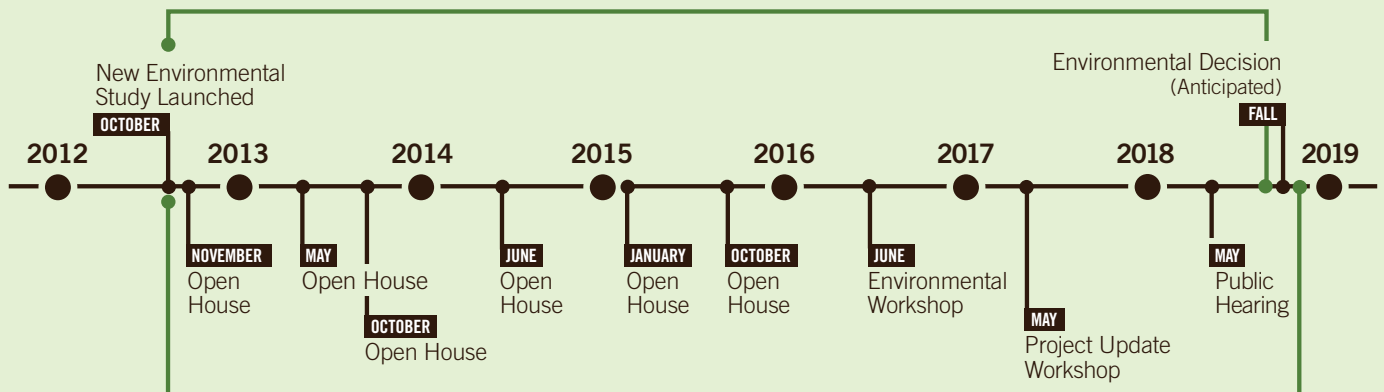 New Environmental
Study Launched
OCTOBER
Environmental Decision
(Anticipated)
FALL
2012
2013
2014
2015
2016
2017
2018
2019
NOVEMBER
Open
House
MAY
Open House
OCTOBER
Open House
JUNE
Open
House
JANUARY
Open
House
OCTOBER
Open
House
JUNE
Environmental
Workshop
MAY
Project Update
Workshop
MAY
Public
Hearing